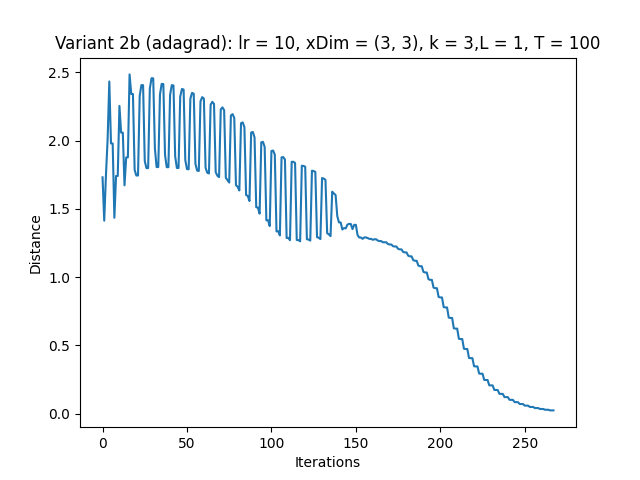 Variant 2b (adagrad): lr = 10, xDim = (3, 3), k = 3,L = 1, T = 100
2.5
2.0
1.5
1.0
0.5
0.0
Distance
0 50 100 150 200 250
Iterations